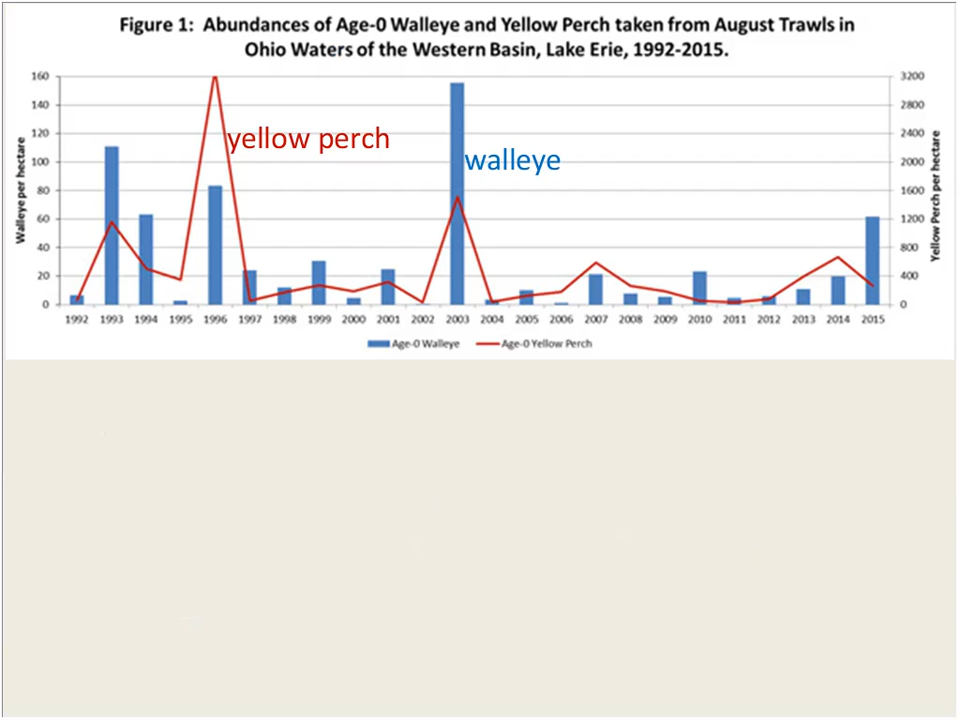 Figure 1: Abundances of Age-0 Walleye and Yellow Perch taken from August Trawls in
Ohio Waters of the Western Basin, Lake Erie, 1992-2015.
Walleye per hectare
160
140
120
100
80
60
40
20
0
yellow perch
walleye
3200
2800
2400
2000
1600
1200
800
400
0
Yellow Perch per hectare
1992 1993 1994 1995 1996 1997 1998 1999 2000 2001 2002 2003 2004 2005 2006 2007 2008 2009 2010 2011 2012 2013 2014 2015
Age-0 Walleye Age-0 Yellow Perch